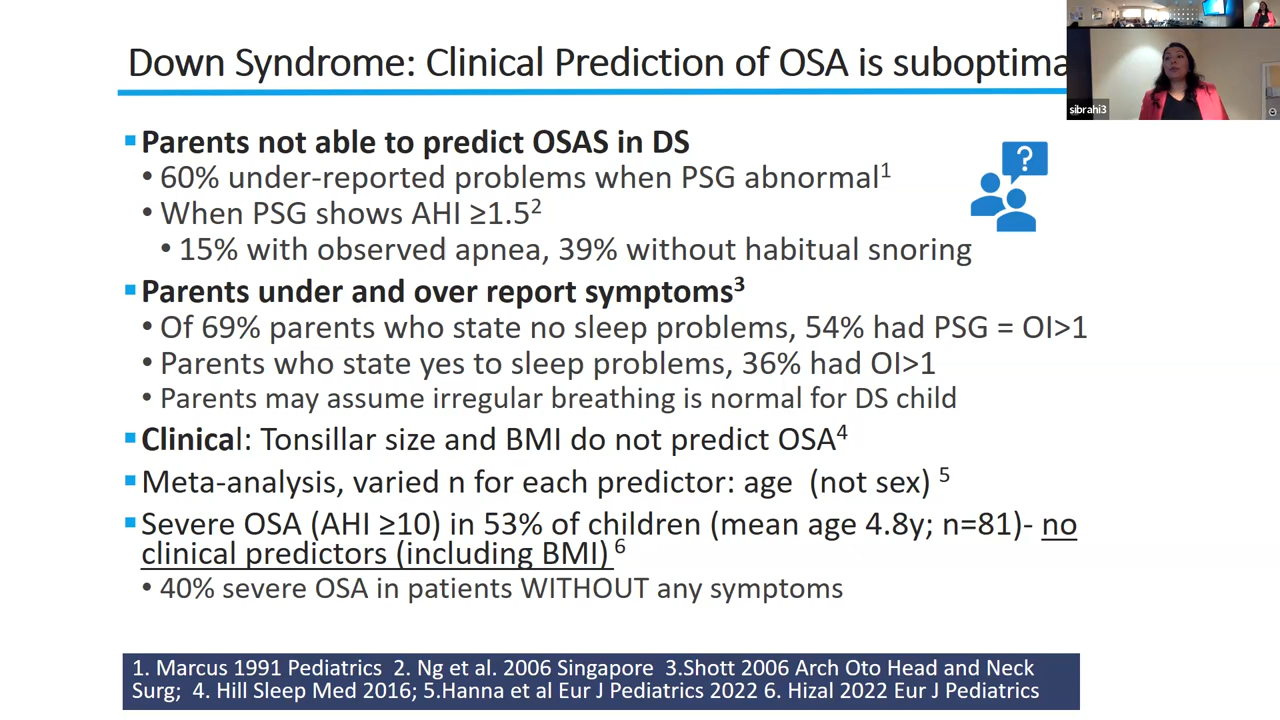 Down Syndrome: Clinical Prediction of OSA is suboptima
sibrahi3
▪Parents not able to predict OSAS in DS
• 60% under-reported problems when PSG abnormal¹
• When PSG shows AHI ≥1.5²
• 15% with observed apnea, 39% without habitual snoring
?
▪Parents under and over report symptoms³
• Of 69% parents who state no sleep problems, 54% had PSG = OI>1
• Parents who state yes to sleep problems, 36% had OI>1
• Parents may assume irregular breathing is normal for DS child
▪Clinical: Tonsillar size and BMI do not predict OSA⁴
▪Meta-analysis, varied n for each predictor: age (not sex) ⁵
▪Severe OSA (AHI ≥10) in 53% of children (mean age 4.8y; n=81)- no
clinical predictors (including BMI) ⁶
• 40% severe OSA in patients WITHOUT any symptoms
1. Marcus 1991 Pediatrics 2. Ng et al. 2006 Singapore 3.Shott 2006 Arch Oto Head and Neck
Surg; 4. Hill Sleep Med 2016; 5.Hanna et al Eur J Pediatrics 2022 6. Hizal 2022 Eur J Pediatrics